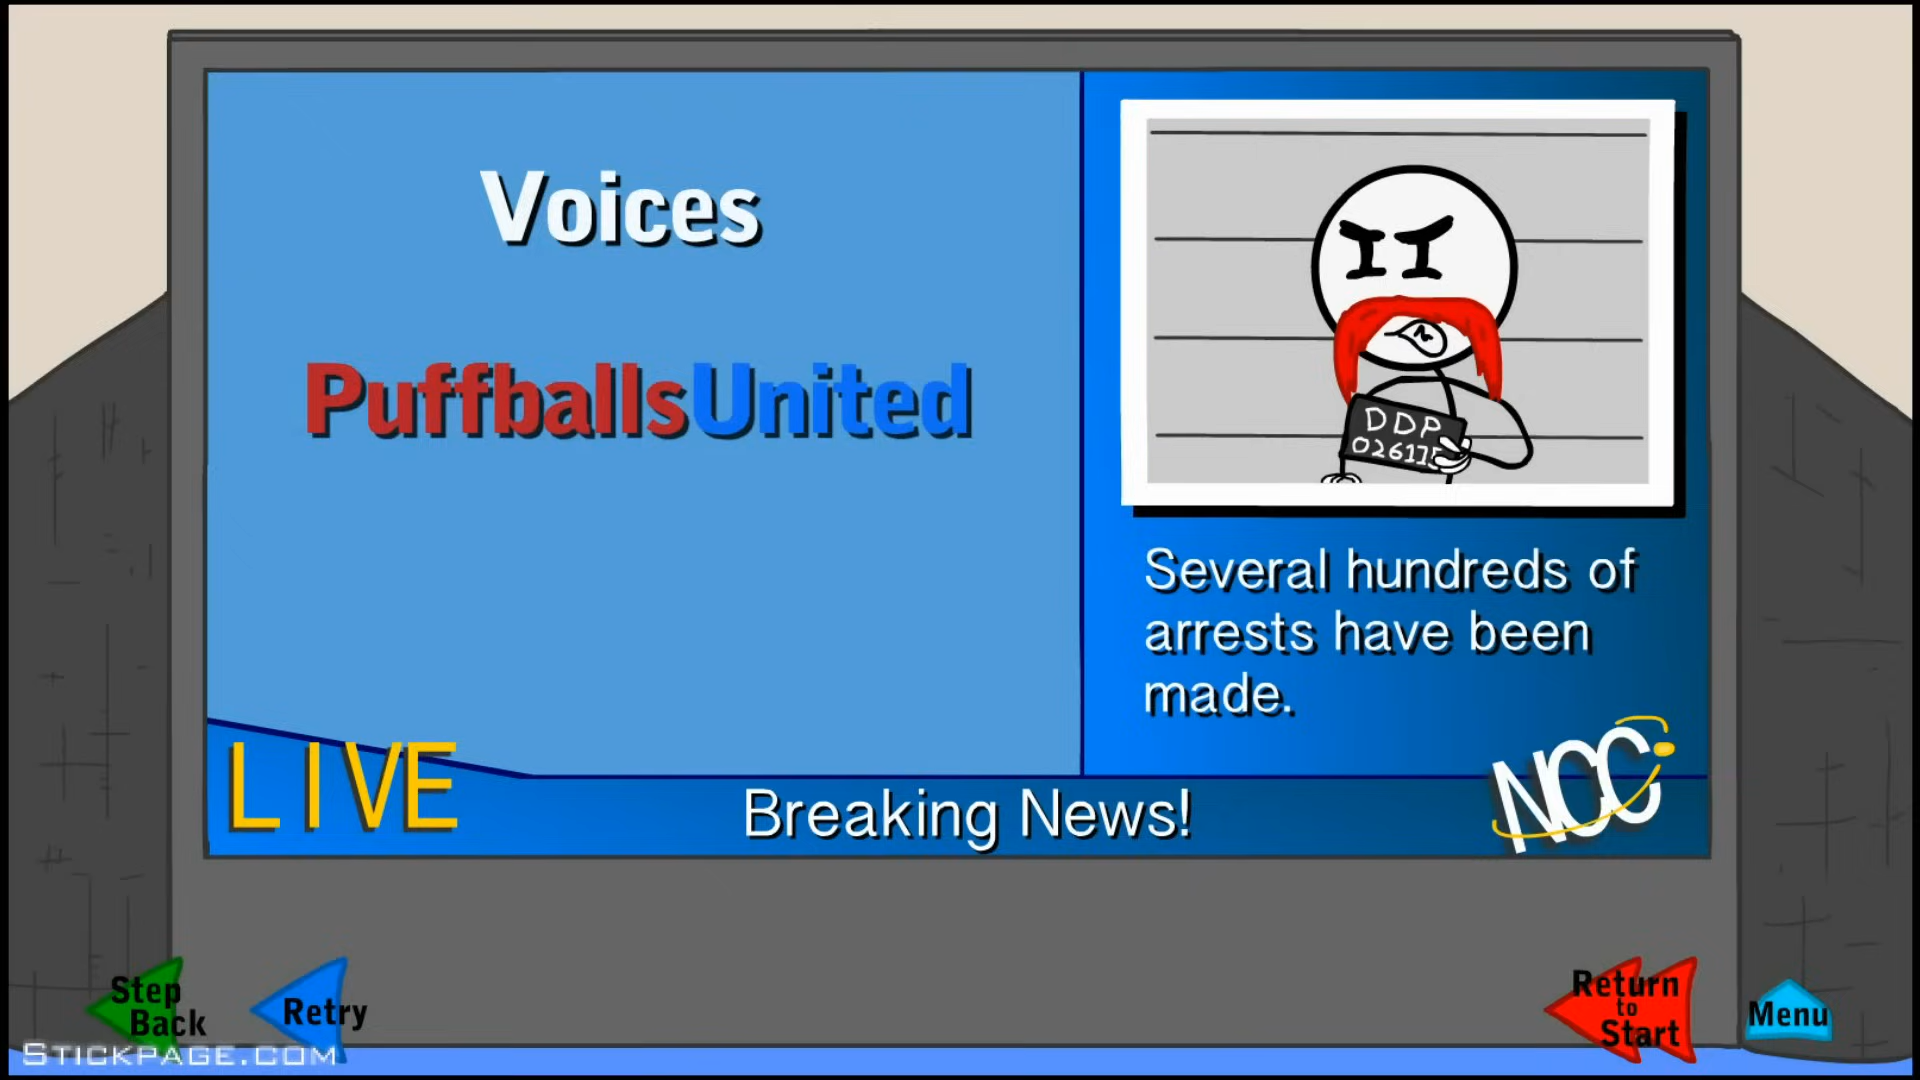 Voices
PuffballsUnited
DDP
Several hundreds of
arrests have been
made.
LIVE
Breaking News!
NCC
Step
Back
Retry
Return
to
Start
Menu
STICKPAGE.COM